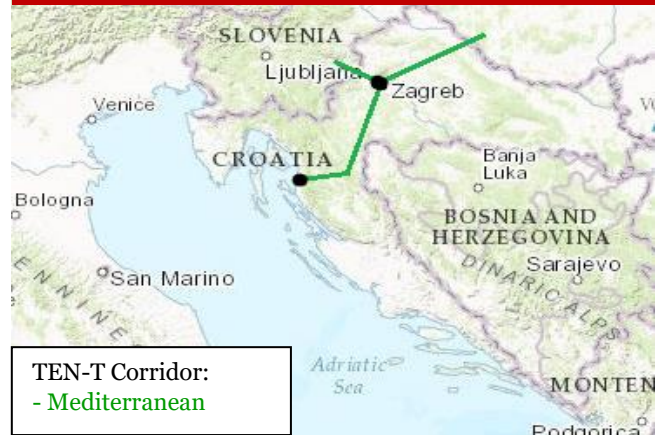 SLOVENIA
Ljubljana
Zagreb
Venice
CROATIA
Banja
Luka
Bologna
BOSNIA AND
HERZEGOVINA
Sarajevo
DINARIC ALPS
San Marino
Adriatic
Sea
MONTEN
Podgorica
TEN-T Corridor:
- Mediterranean